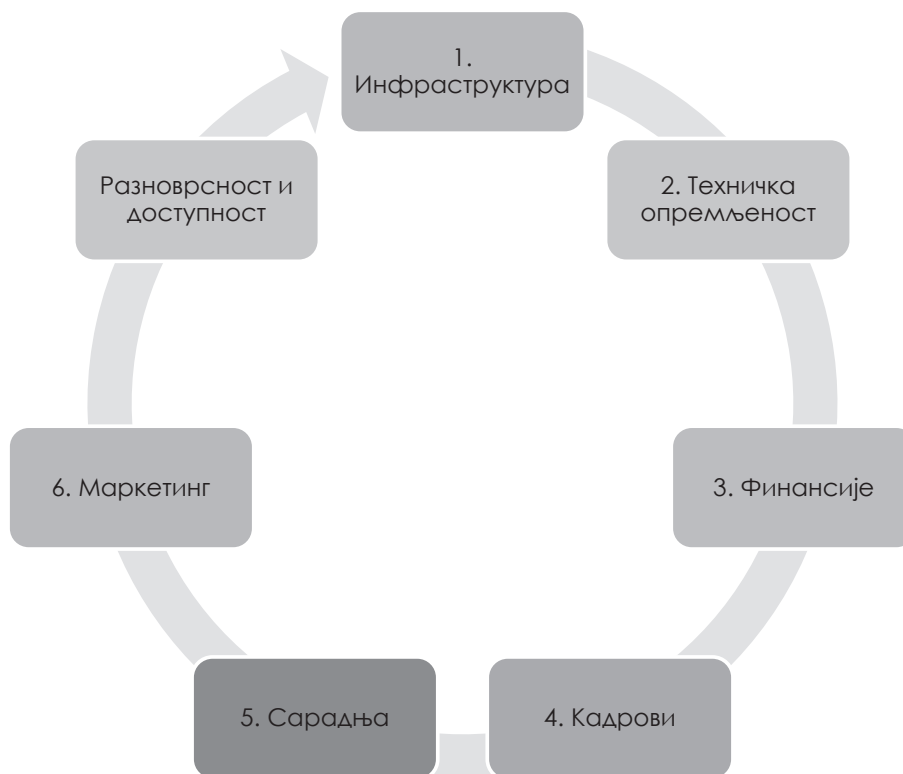 1.
Инфраструктура
2. Техничка
опремљеност
3. Финансије
4. Кадрови
5. Сарадња
6. Маркетинг
Разноврсност и
доступност